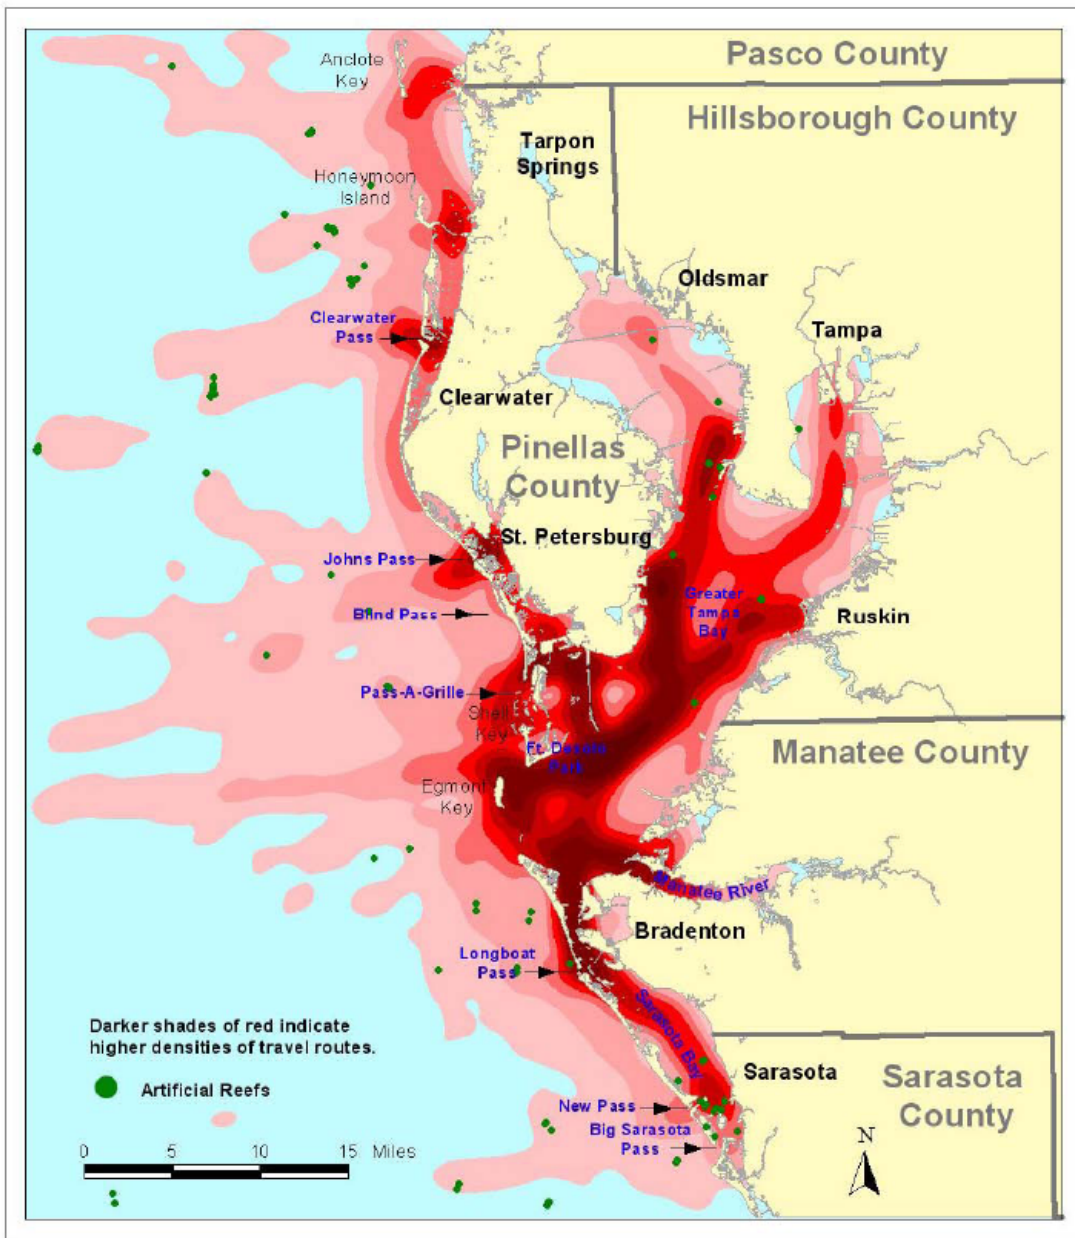 Pasco County
Anclote
Key
Hillsborough County
Tarpon
Springs
Honeymoon
Island
Oldsmar
Clearwater
Pass
Tampa
Clearwater
Pinellas
County
St. Petersburg
Johns Pass
Greater
Tampa
Bay
Blind Pass
Ruskin
Pass-A-Grille
Shell
Key
Ft. Desoto
Park
Manatee County
Egmont
Key
Manatee River
Bradenton
Longboat
Pass
Sarasota Bay
Darker shades of red indicate
higher densities of travel routes.
Artificial Reefs
Sarasota
Sarasota
County
New Pass
Big Sarasota
Pass
N
0 5 10 15 Miles